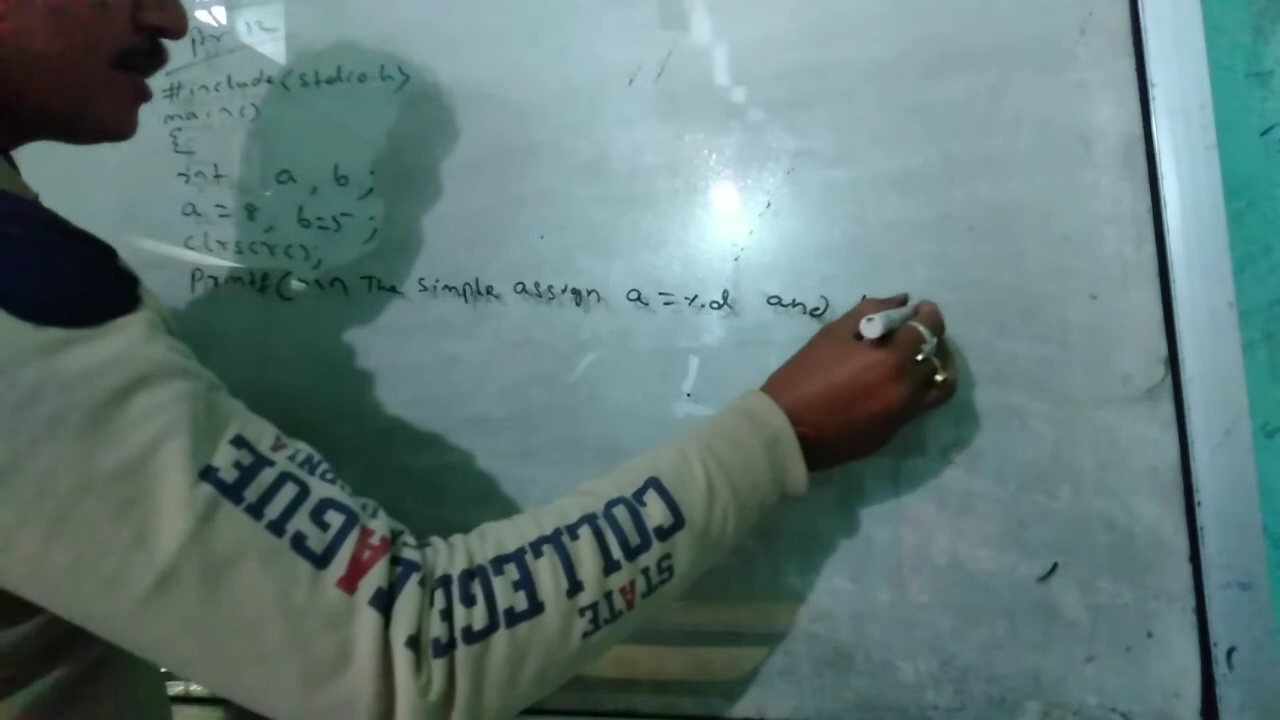 Pr 12
#include(stdio.h)
main()
{
int a, b;
a = 8, b=5;
clrscr();
Printf("\n The simple assign a = %d and
LEAGUE
COLLEGE
STATE